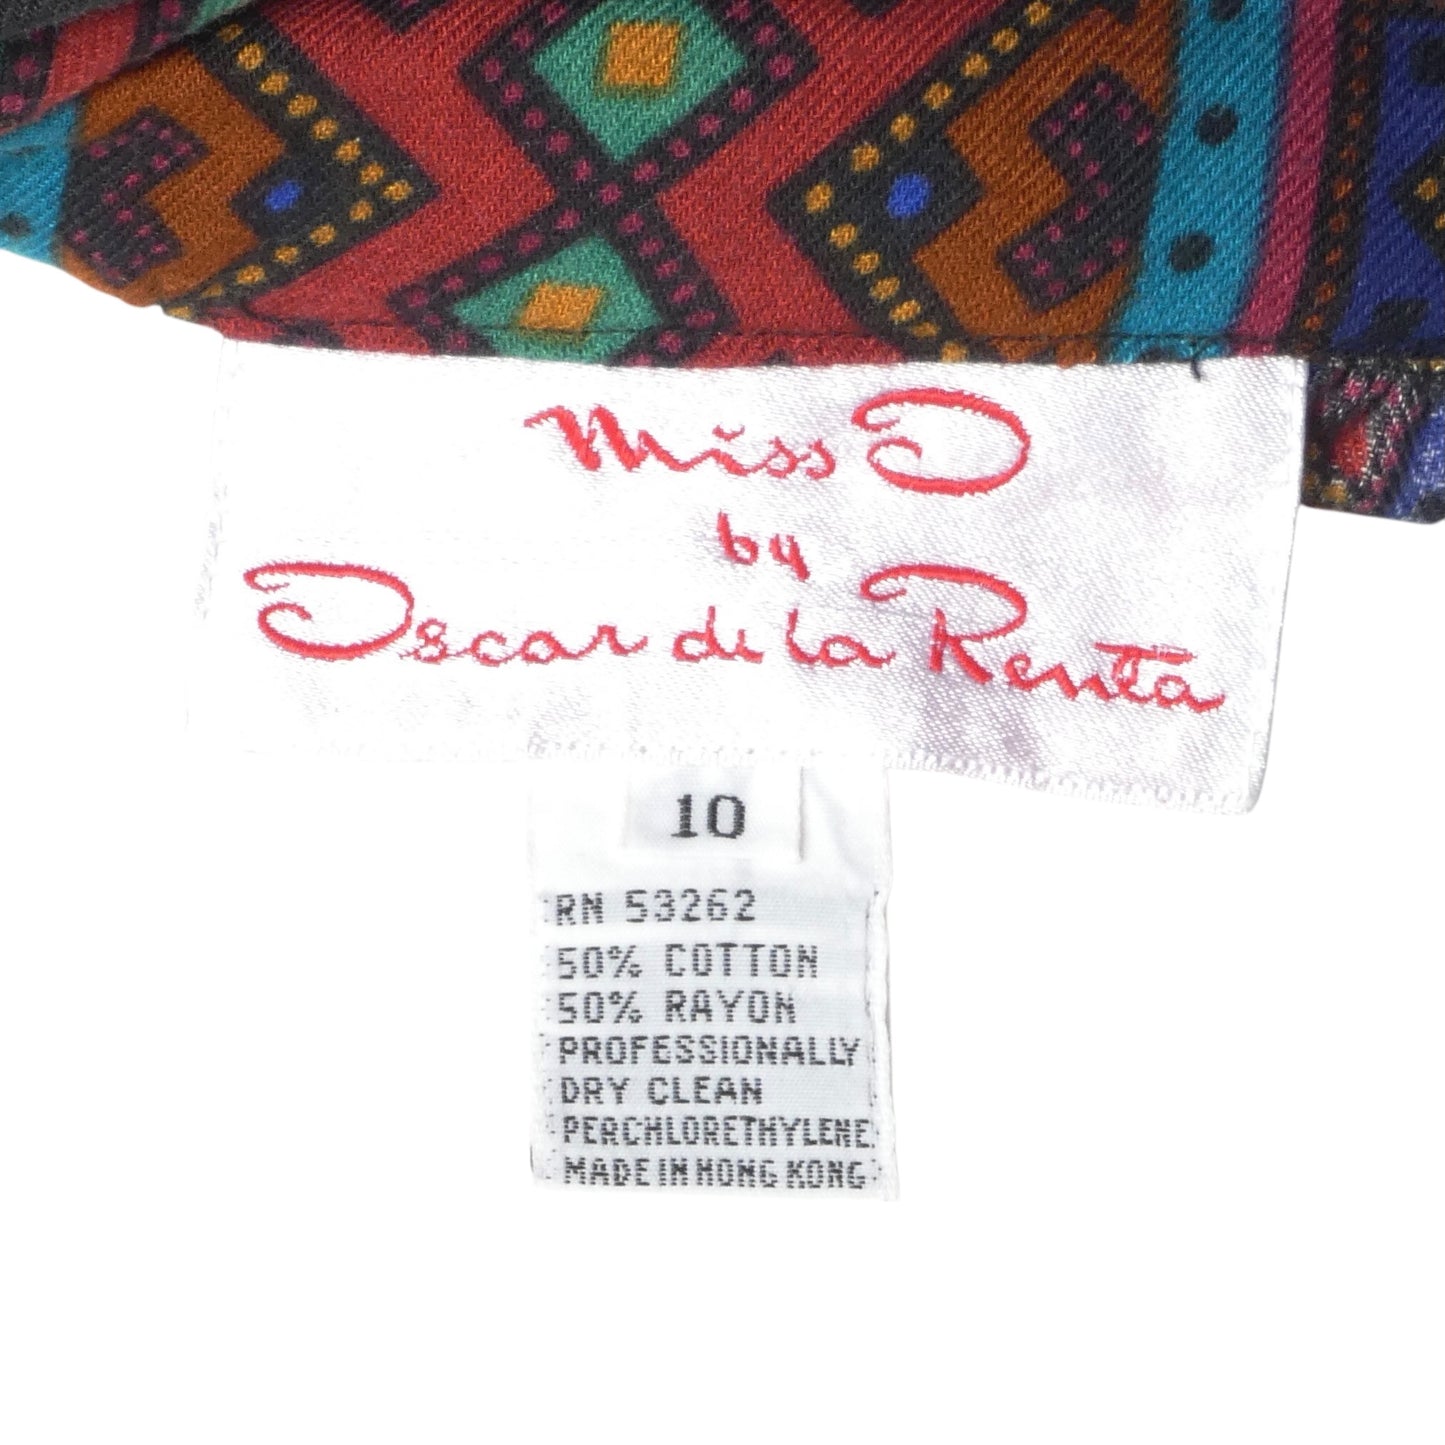 Miss O
by
Oscar de la Renta
10
RN 53262
50% COTTON
50% RAYON
PROFESSIONALLY
DRY CLEAN
PERCHLORETHYLENE
MADE IN HONG KONG